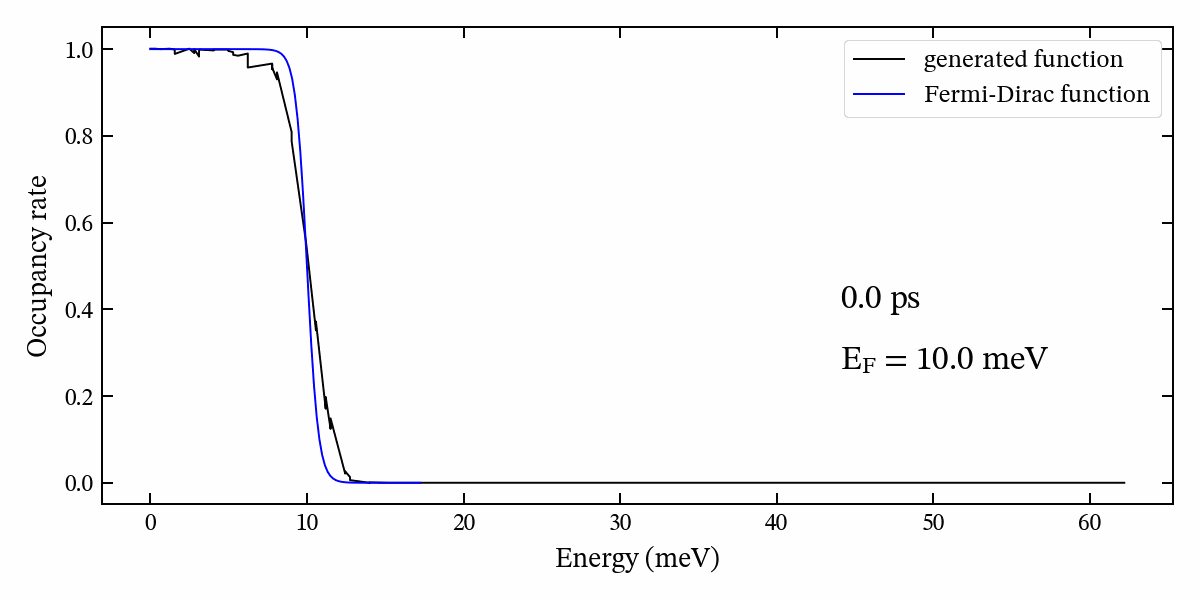 1.0
0.8
0.6
0.4
0.2
0.0
Occupancy rate
generated function
Fermi-Dirac function
0.0 ps
E_F = 10.0 meV
0 10 20 30 40 50 60
Energy (meV)